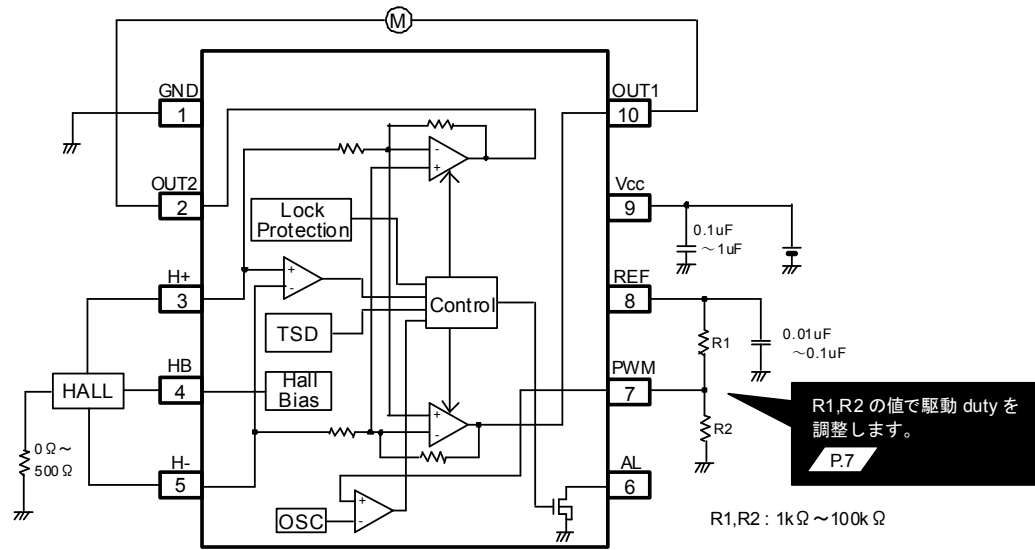 M
GND
1
OUT1
10
OUT2
2
Vcc
9
Lock
Protection
0.1uF
～1uF
H+
3
REF
8
Control
TSD
R1
0.01uF
～0.1uF
HALL
HB
4
Hall
Bias
PWM
7
R1,R2 の値で駆動 duty を
調整します。
P.7
R2
0Ω～
500Ω
H-
5
AL
6
OSC
R1,R2 : 1kΩ～100kΩ
+
-
+
-
+
-
+
-